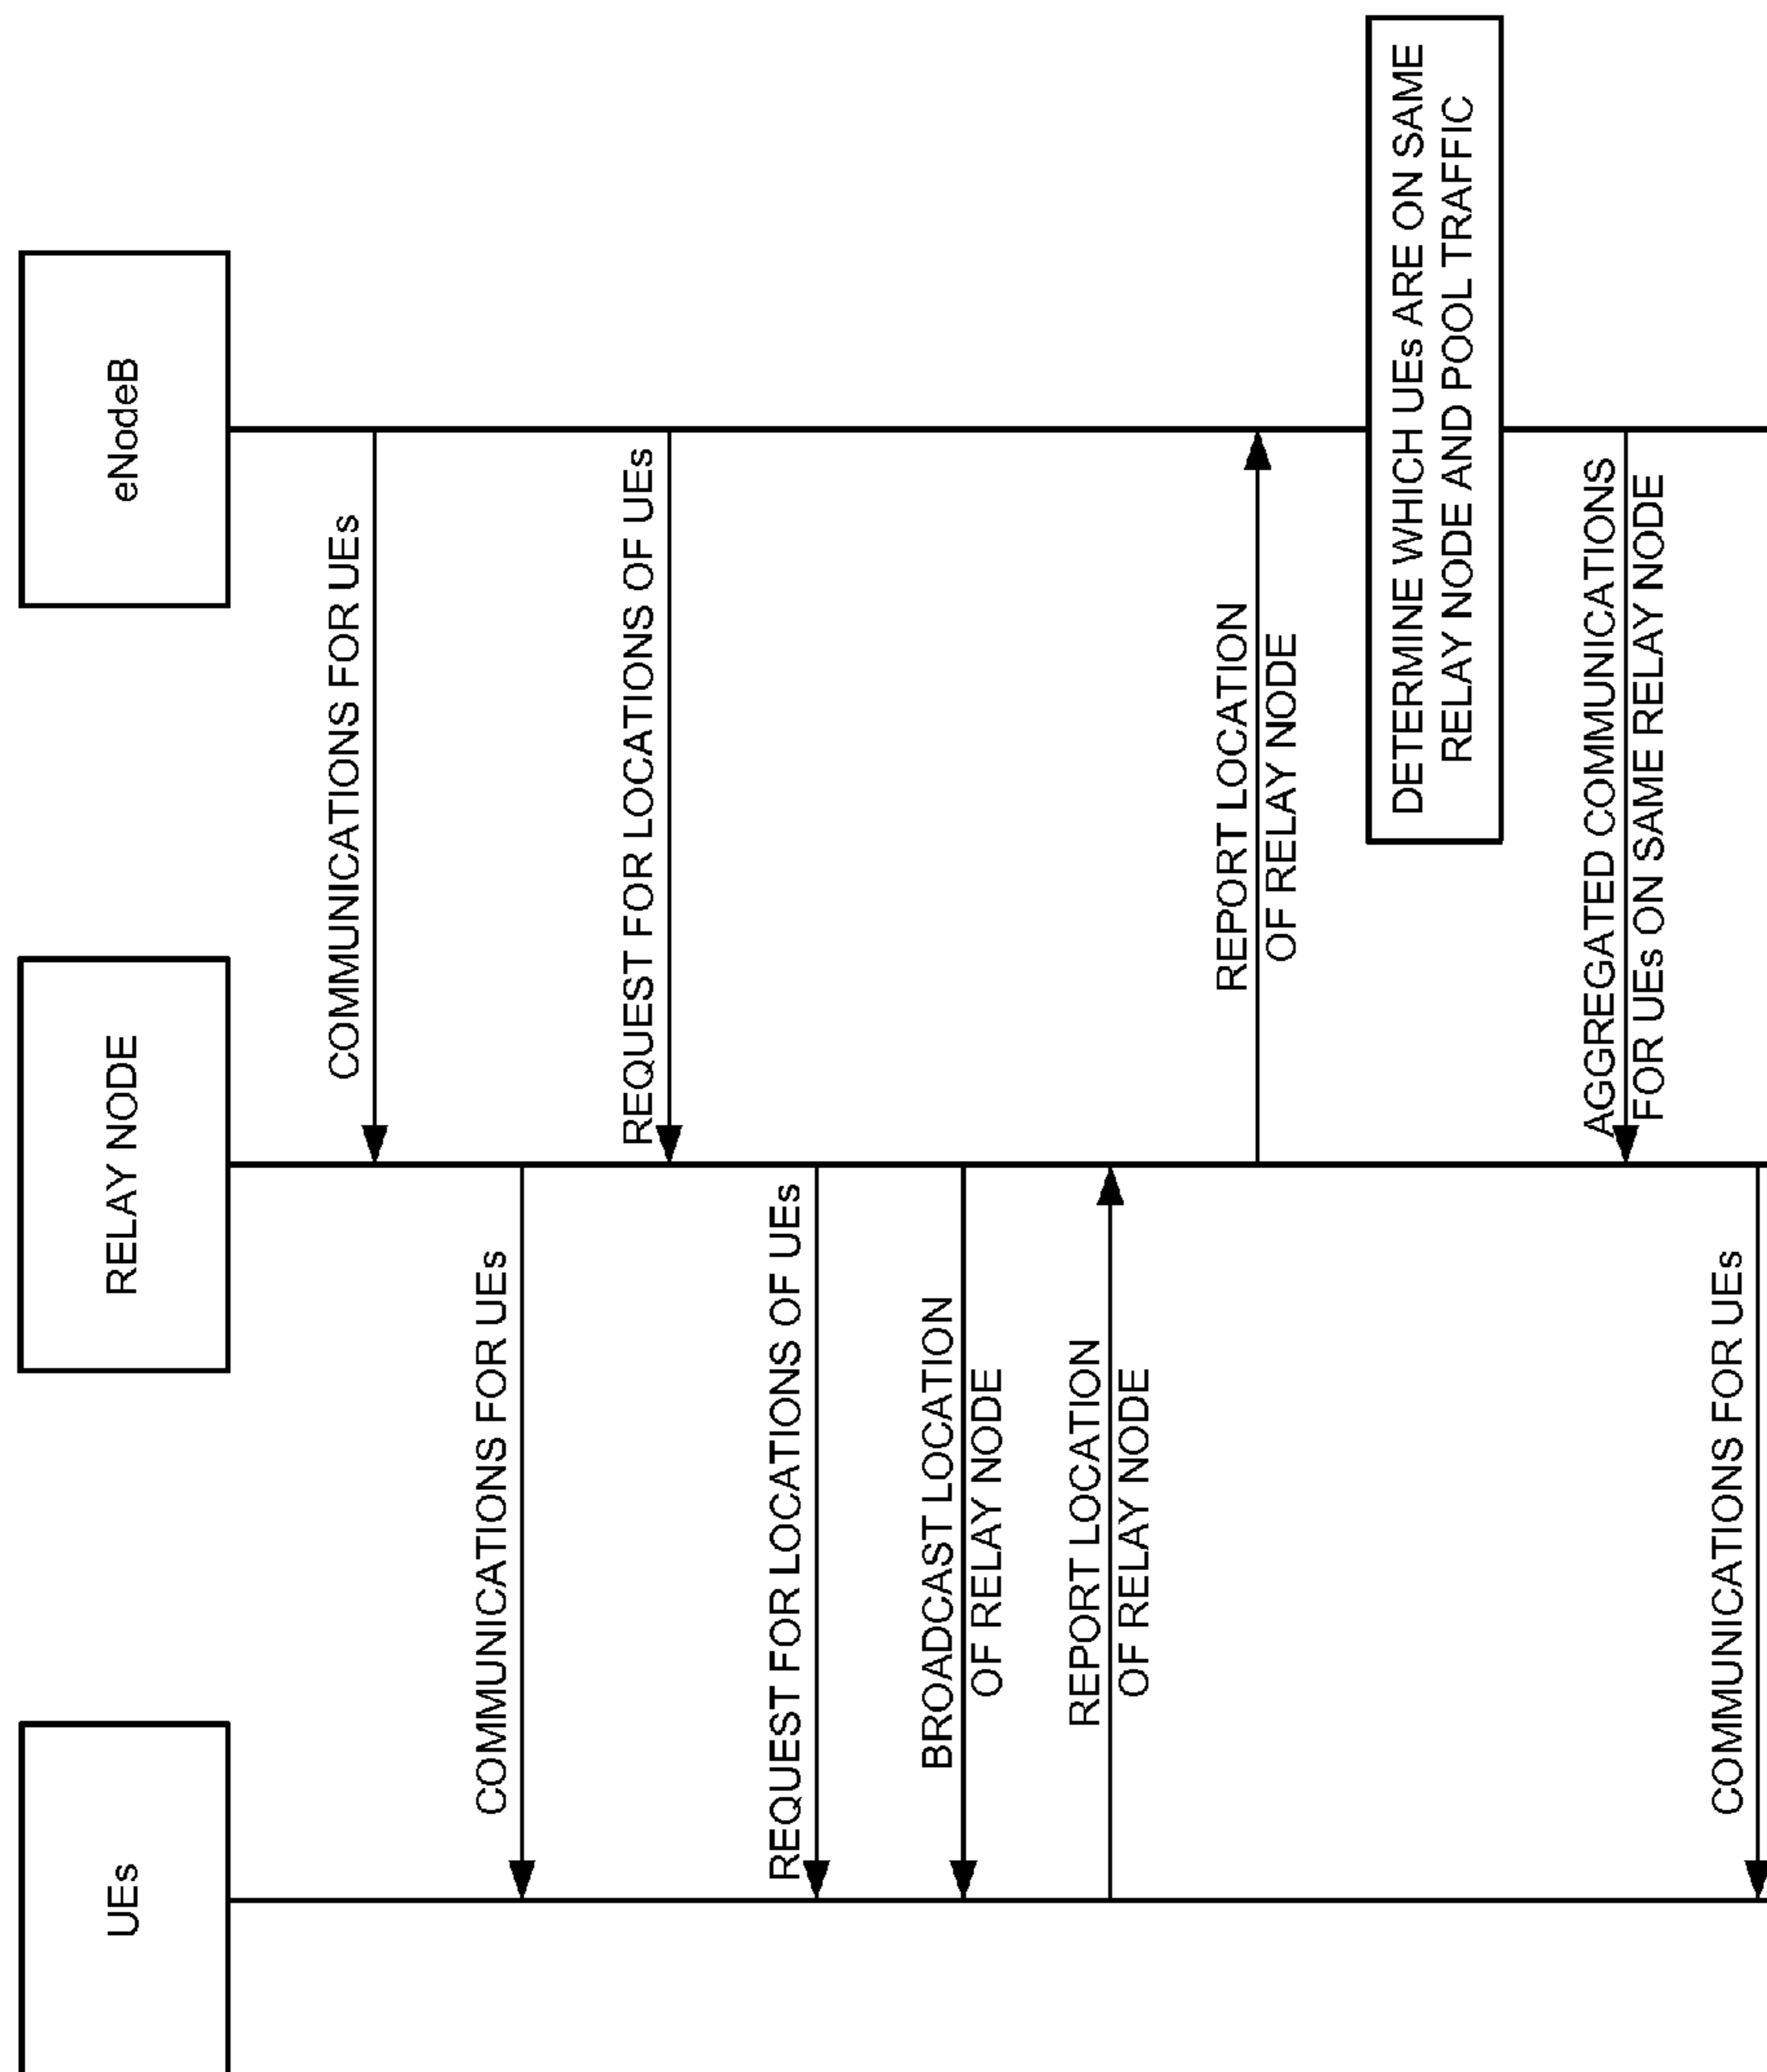 UEs
RELAY NODE
eNodeB
COMMUNICATIONS FOR UEs
COMMUNICATIONS FOR UEs
REQUEST FOR LOCATIONS OF UEs
REQUEST FOR LOCATIONS OF UEs
BROADCAST LOCATION
OF RELAY NODE
REPORT LOCATION
OF RELAY NODE
REPORT LOCATION
OF RELAY NODE
DETERMINE WHICH UEs ARE ON SAME
RELAY NODE AND POOL TRAFFIC
AGGREGATED COMMUNICATIONS
FOR UEs ON SAME RELAY NODE
COMMUNICATIONS FOR UEs